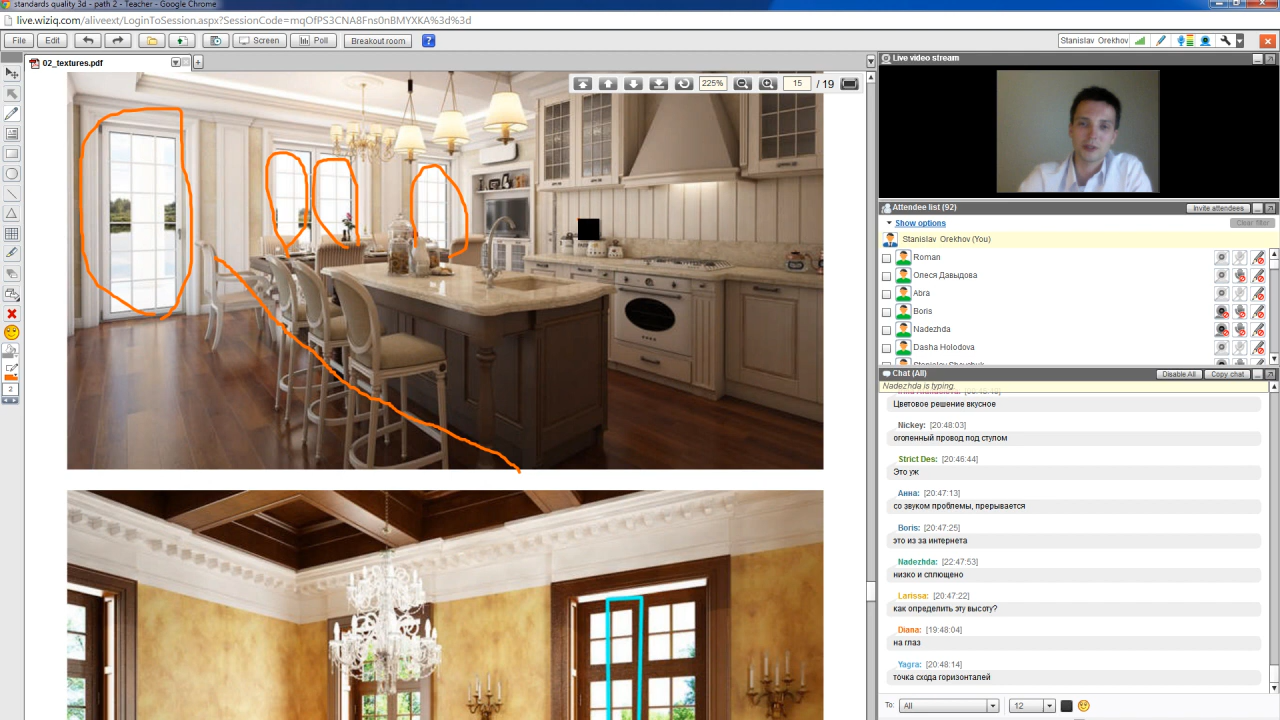 standards quality 3d - path 2 - Teacher - Google Chrome
live.wiziq.com/aliveext/LoginToSession.aspx?SessionCode=mqOfPS3CNA8Fns0nBMYXKA%3d%3d
File Edit Screen Poll Breakout room ? Stanislav Orekhov
02_textures.pdf
225% 15 / 19
2
Live video stream
Attendee list (92)
Invite attendees
Show options
Clear filter
Stanislav Orekhov (You)
Roman
Олеся Давыдова
Abra
Boris
Nadezhda
Dasha Holodova
Chat (All)
Disable All Copy chat
Nadezhda is typing.
Цветовое решение вкусное
Nickey: [20:48:03]
оголенный провод под стулом
Strict Des: [20:46:44]
Это уж
Анна: [20:47:13]
со звуком проблемы, прерывается
Boris: [20:47:25]
это из за интернета
Nadezhda: [22:47:53]
низко и сплющено
Larissa: [20:47:22]
как определить эту высоту?
Diana: [19:48:04]
на глаз
Yagra: [20:48:14]
точка схода горизонталей
To: All 12